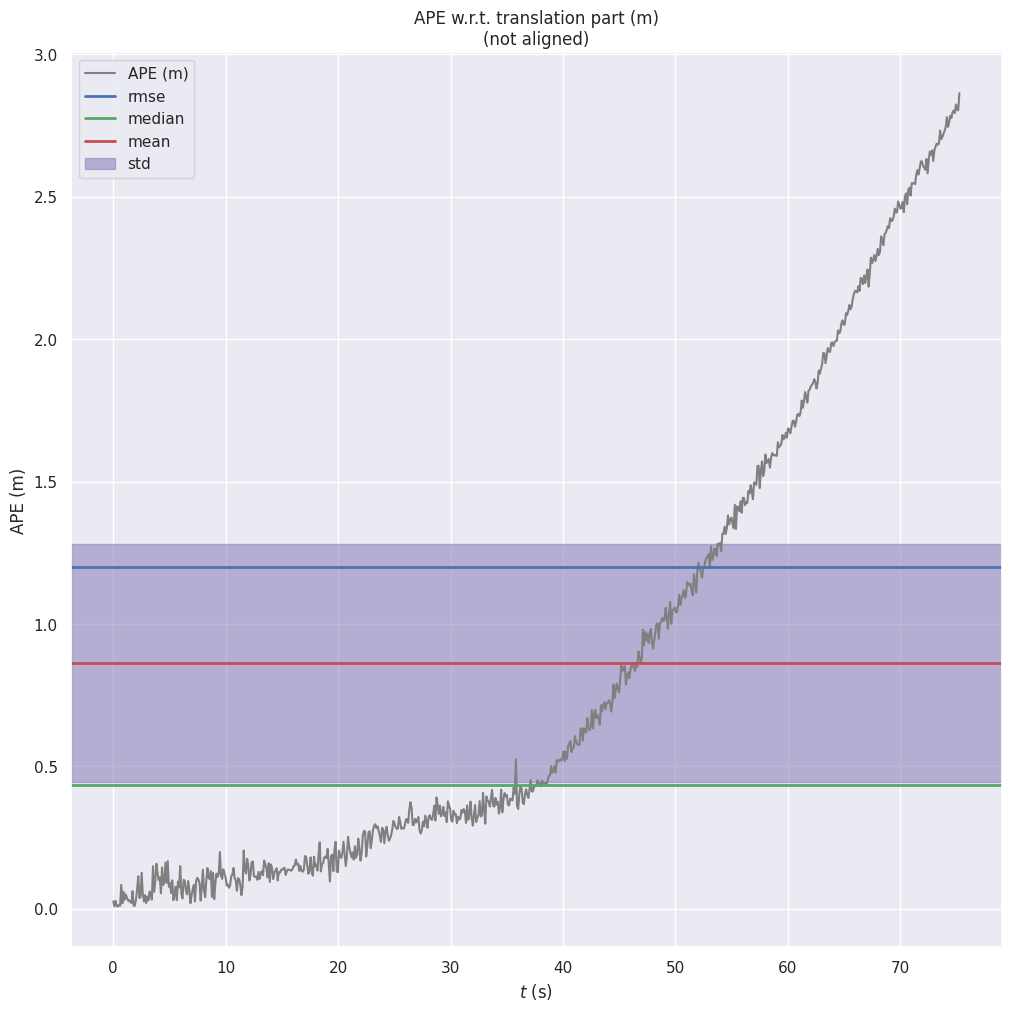 APE w.r.t. translation part (m)
(not aligned)
APE (m)
rmse
median
mean
std
3.0
2.5
2.0
1.5
1.0
0.5
0.0
APE (m)
0 10 20 30 40 50 60 70
t (s)